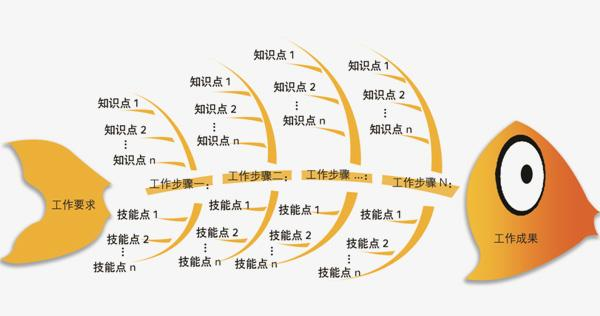 知识点 1
知识点 2
⋮
知识点 n
知识点 1
知识点 2
⋮
知识点 n
知识点 1
知识点 2
⋮
知识点 n
知识点 1
知识点 2
⋮
知识点 n
工作要求
工作步骤一;
工作步骤二;
工作步骤 ...;
工作步骤 N;
工作成果
技能点 1
技能点 2
⋮
技能点 n
技能点 1
技能点 2
⋮
技能点 n
技能点 1
技能点 2
⋮
技能点 n
技能点 1
技能点 2
⋮
技能点 n